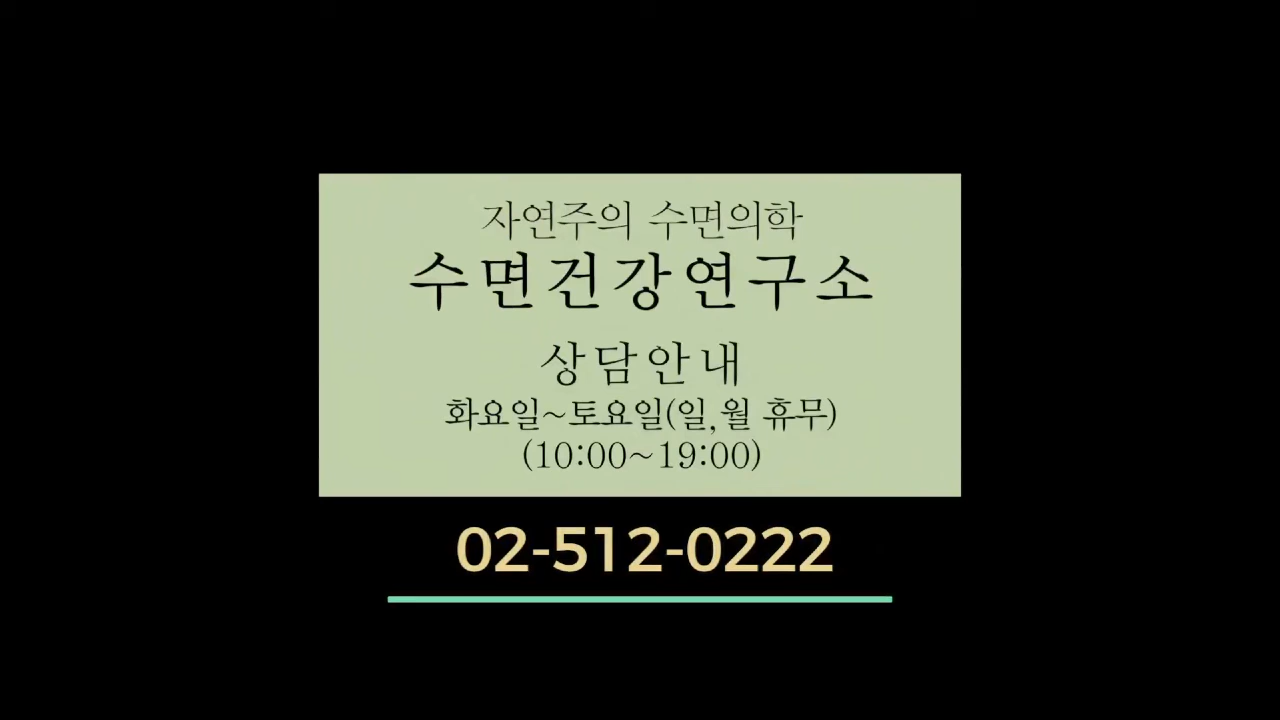 자연주의 수면의학
수면건강연구소
상담안내
화요일~토요일(일,월 휴무)
(10:00~19:00)
02-512-0222